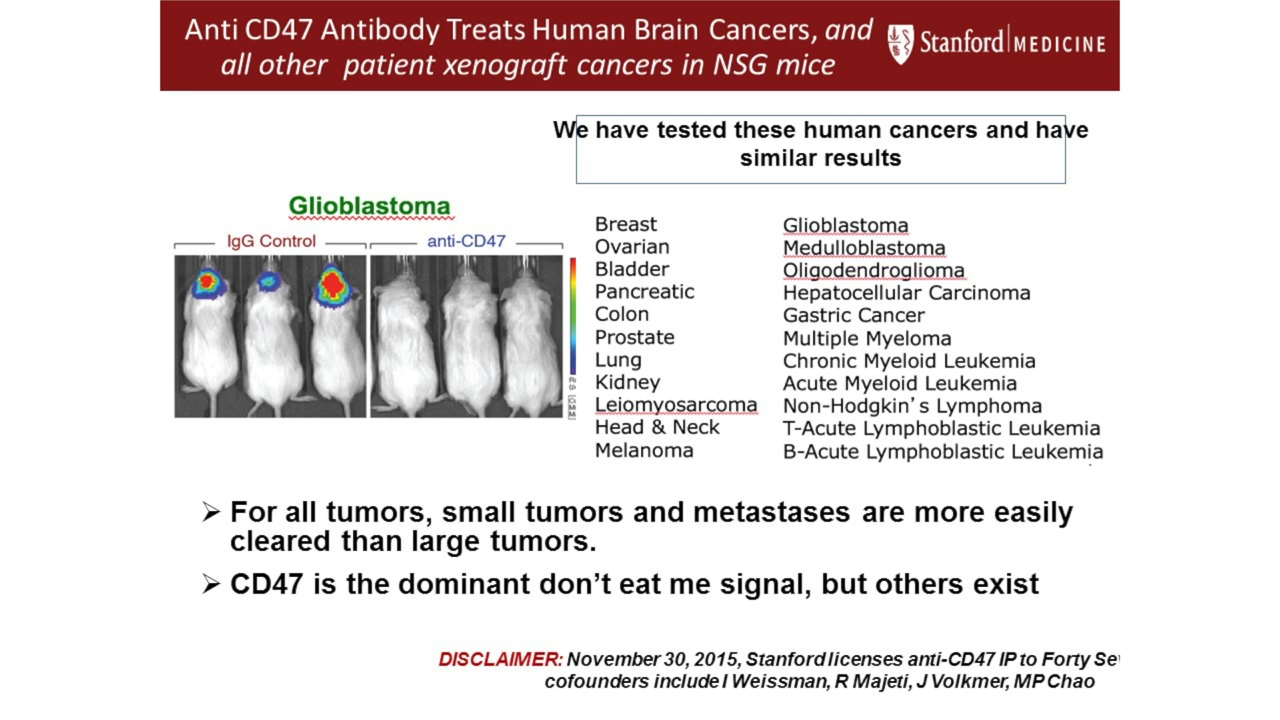 Anti CD47 Antibody Treats Human Brain Cancers, and
all other patient xenograft cancers in NSG mice
Stanford MEDICINE
We have tested these human cancers and have
similar results
Glioblastoma
IgG Control
anti-CD47
Breast
Ovarian
Bladder
Pancreatic
Colon
Prostate
Lung
Kidney
Leiomyosarcoma
Head & Neck
Melanoma
Glioblastoma
Medulloblastoma
Oligodendroglioma
Hepatocellular Carcinoma
Gastric Cancer
Multiple Myeloma
Chronic Myeloid Leukemia
Acute Myeloid Leukemia
Non-Hodgkin’s Lymphoma
T-Acute Lymphoblastic Leukemia
B-Acute Lymphoblastic Leukemia
➢ For all tumors, small tumors and metastases are more easily
cleared than large tumors.
➢ CD47 is the dominant don’t eat me signal, but others exist
DISCLAIMER: November 30, 2015, Stanford licenses anti-CD47 IP to Forty
cofounders include I Weissman, R Majeti, J Volkmer, MP Chao